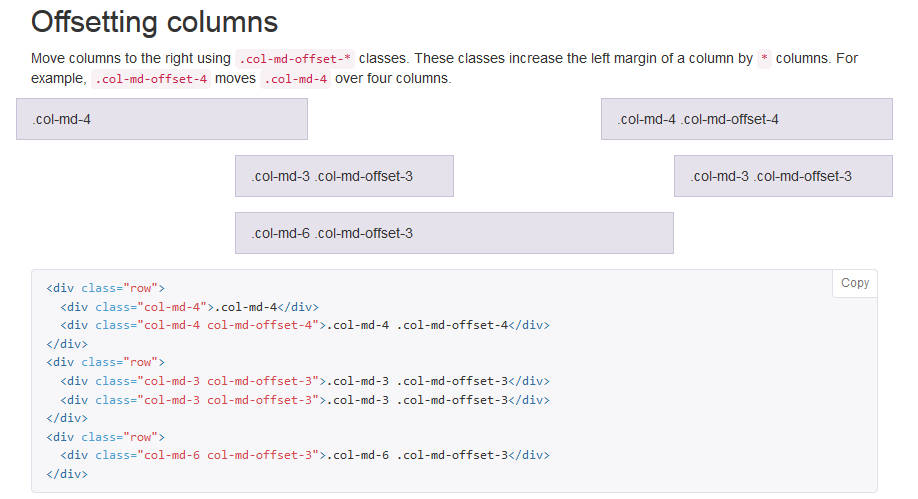 Offsetting columns
Move columns to the right using .col-md-offset-* classes. These classes increase the left margin of a column by * columns. For
example, .col-md-offset-4 moves .col-md-4 over four columns.
.col-md-4
.col-md-4 .col-md-offset-4
.col-md-3 .col-md-offset-3
.col-md-3 .col-md-offset-3
.col-md-6 .col-md-offset-3
Copy
<div class="row">
  <div class="col-md-4">.col-md-4</div>
  <div class="col-md-4 col-md-offset-4">.col-md-4 .col-md-offset-4</div>
</div>
<div class="row">
  <div class="col-md-3 col-md-offset-3">.col-md-3 .col-md-offset-3</div>
  <div class="col-md-3 col-md-offset-3">.col-md-3 .col-md-offset-3</div>
</div>
<div class="row">
  <div class="col-md-6 col-md-offset-3">.col-md-6 .col-md-offset-3</div>
</div>